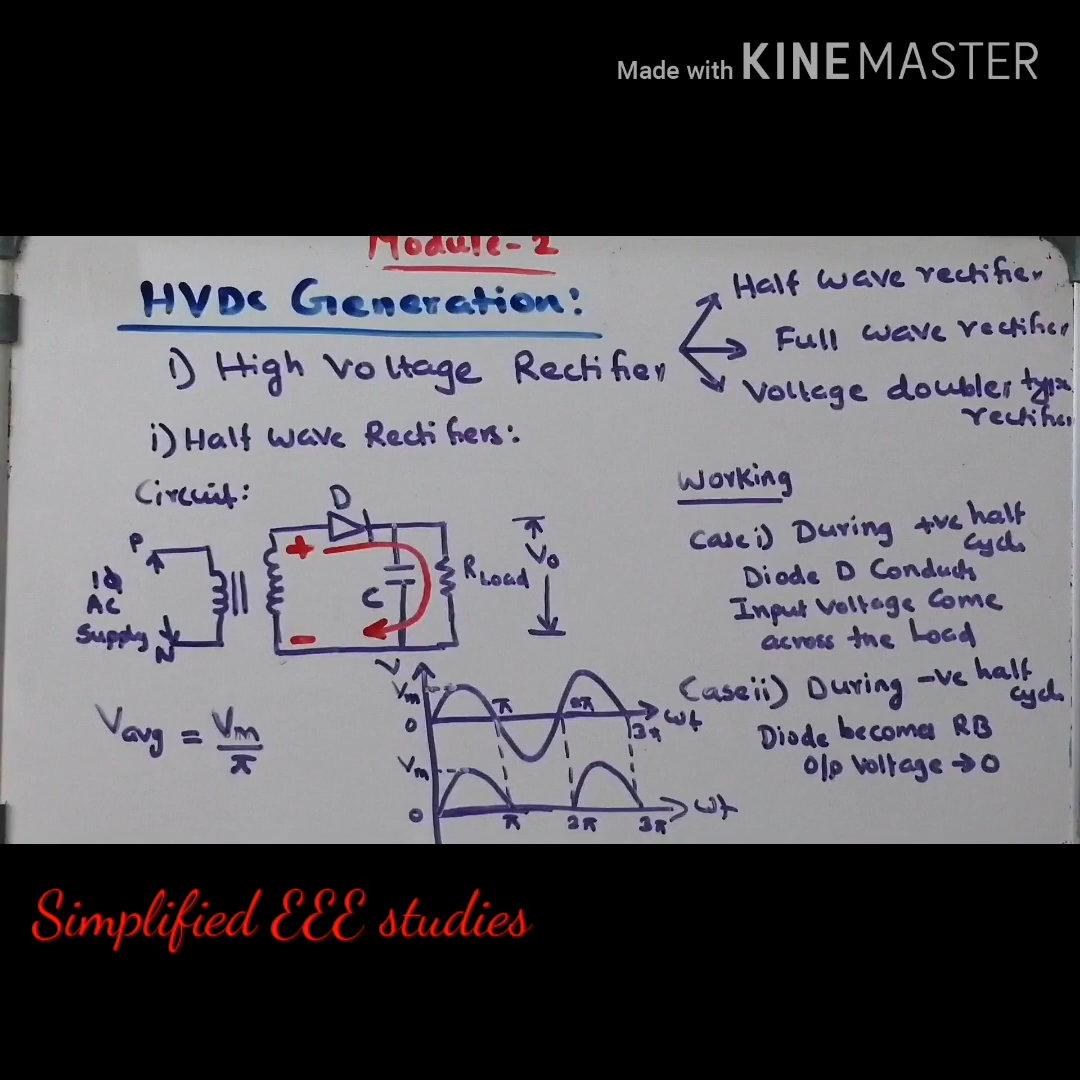 Made with KINEMASTER
Module-2
HVDC Generation:
1) High Voltage Rectifier
Half wave rectifier
Full wave rectifier
Voltage doubler type
rectifier
i) Half Wave Rectifiers:
Circuit:
D
P
1ϕ
AC
Supply
N
+
-
C
RLoad
Vo
Vavg = Vm/π
V
Vm
0
π
2π
3π
ωt
Vm
0
π
2π
3π
ωt
Working
Case i) During +ve half
cycle
Diode D Conducts
Input Voltage Come
across the Load
Case ii) During -ve half
cycle
Diode becomes RB
O/p Voltage → 0
Simplified EEE studies